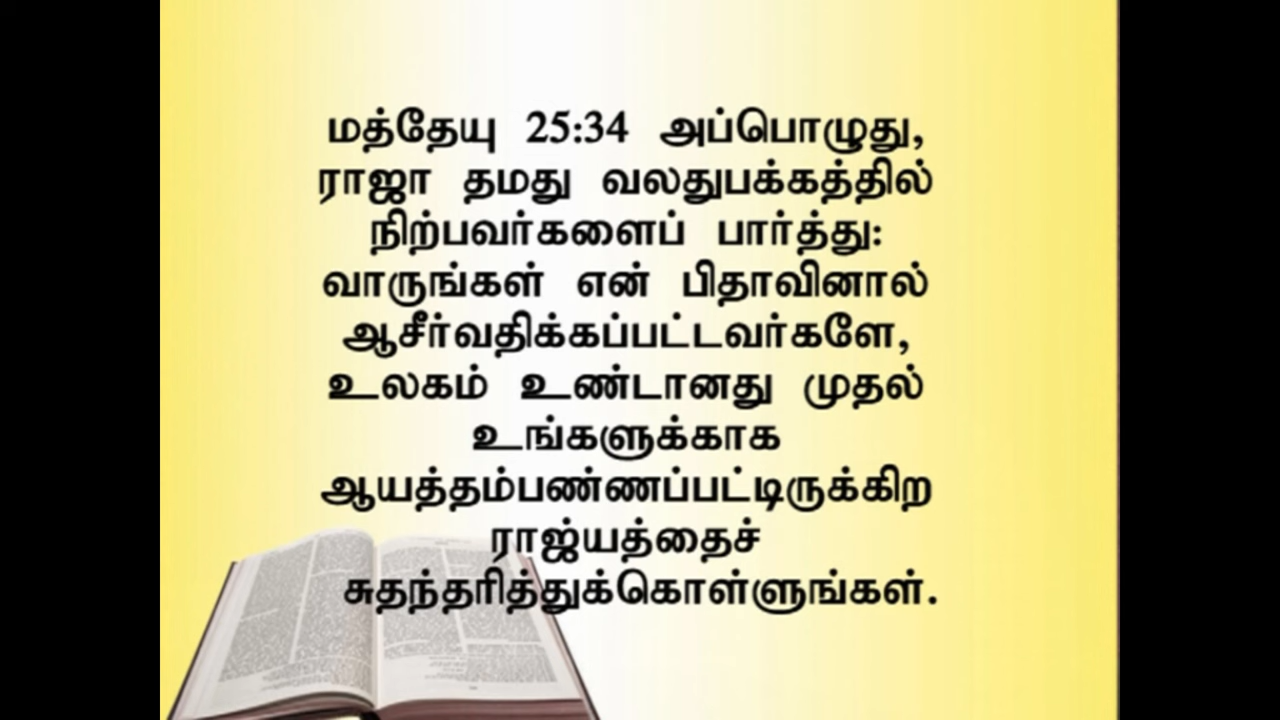 மத்தேயு 25:34 அப்பொழுது,
ராஜா தமது வலதுபக்கத்தில்
நிற்பவர்களைப் பார்த்து:
வாருங்கள் என் பிதாவினால்
ஆசீர்வதிக்கப்பட்டவர்களே,
உலகம் உண்டானது முதல்
உங்களுக்காக
ஆயத்தம்பண்ணப்பட்டிருக்கிற
ராஜ்யத்தைச்
சுதந்தரித்துக்கொள்ளுங்கள்.